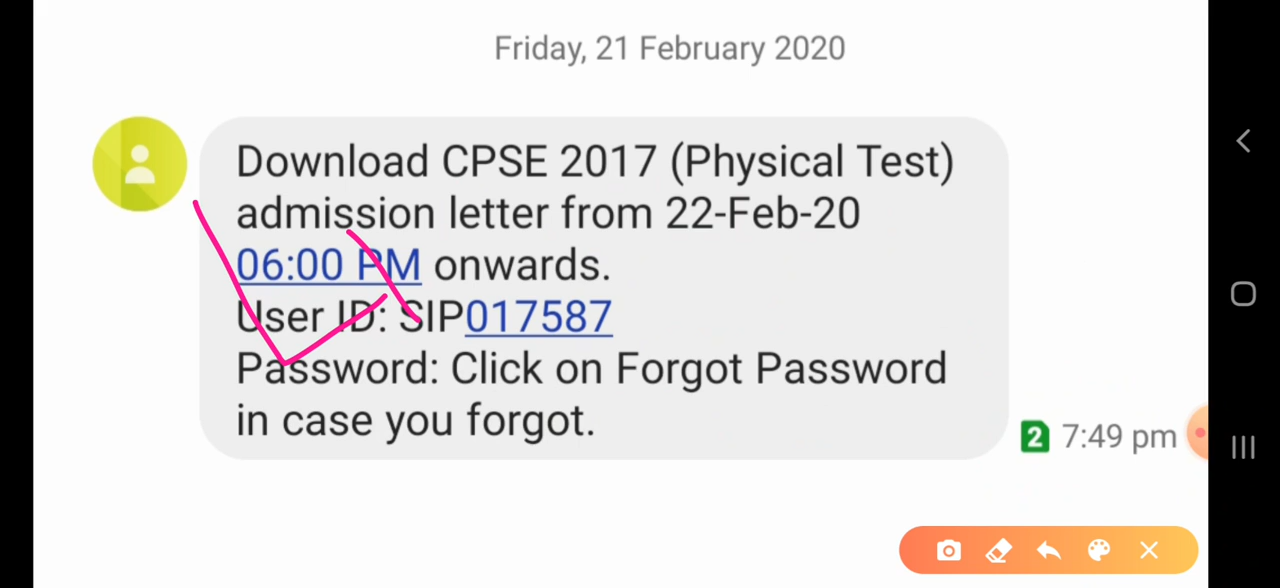 Friday, 21 February 2020
Download CPSE 2017 (Physical Test)
admission letter from 22-Feb-20
06:00 PM onwards.
User ID: SIP017587
Password: Click on Forgot Password
in case you forgot.
2 7:49 pm